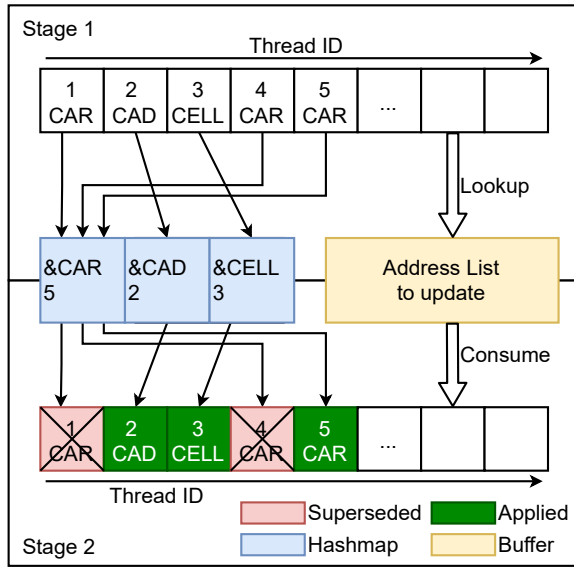 Stage 1
Thread ID
1 2 3 4 5
CAR CAD CELL CAR CAR ...
Lookup
&CAR &CAD &CELL
5 2 3
Address List
to update
Consume
1 2 3 4 5
CAR CAD CELL CAR CAR ...
Thread ID
Superseded Applied
Hashmap Buffer
Stage 2